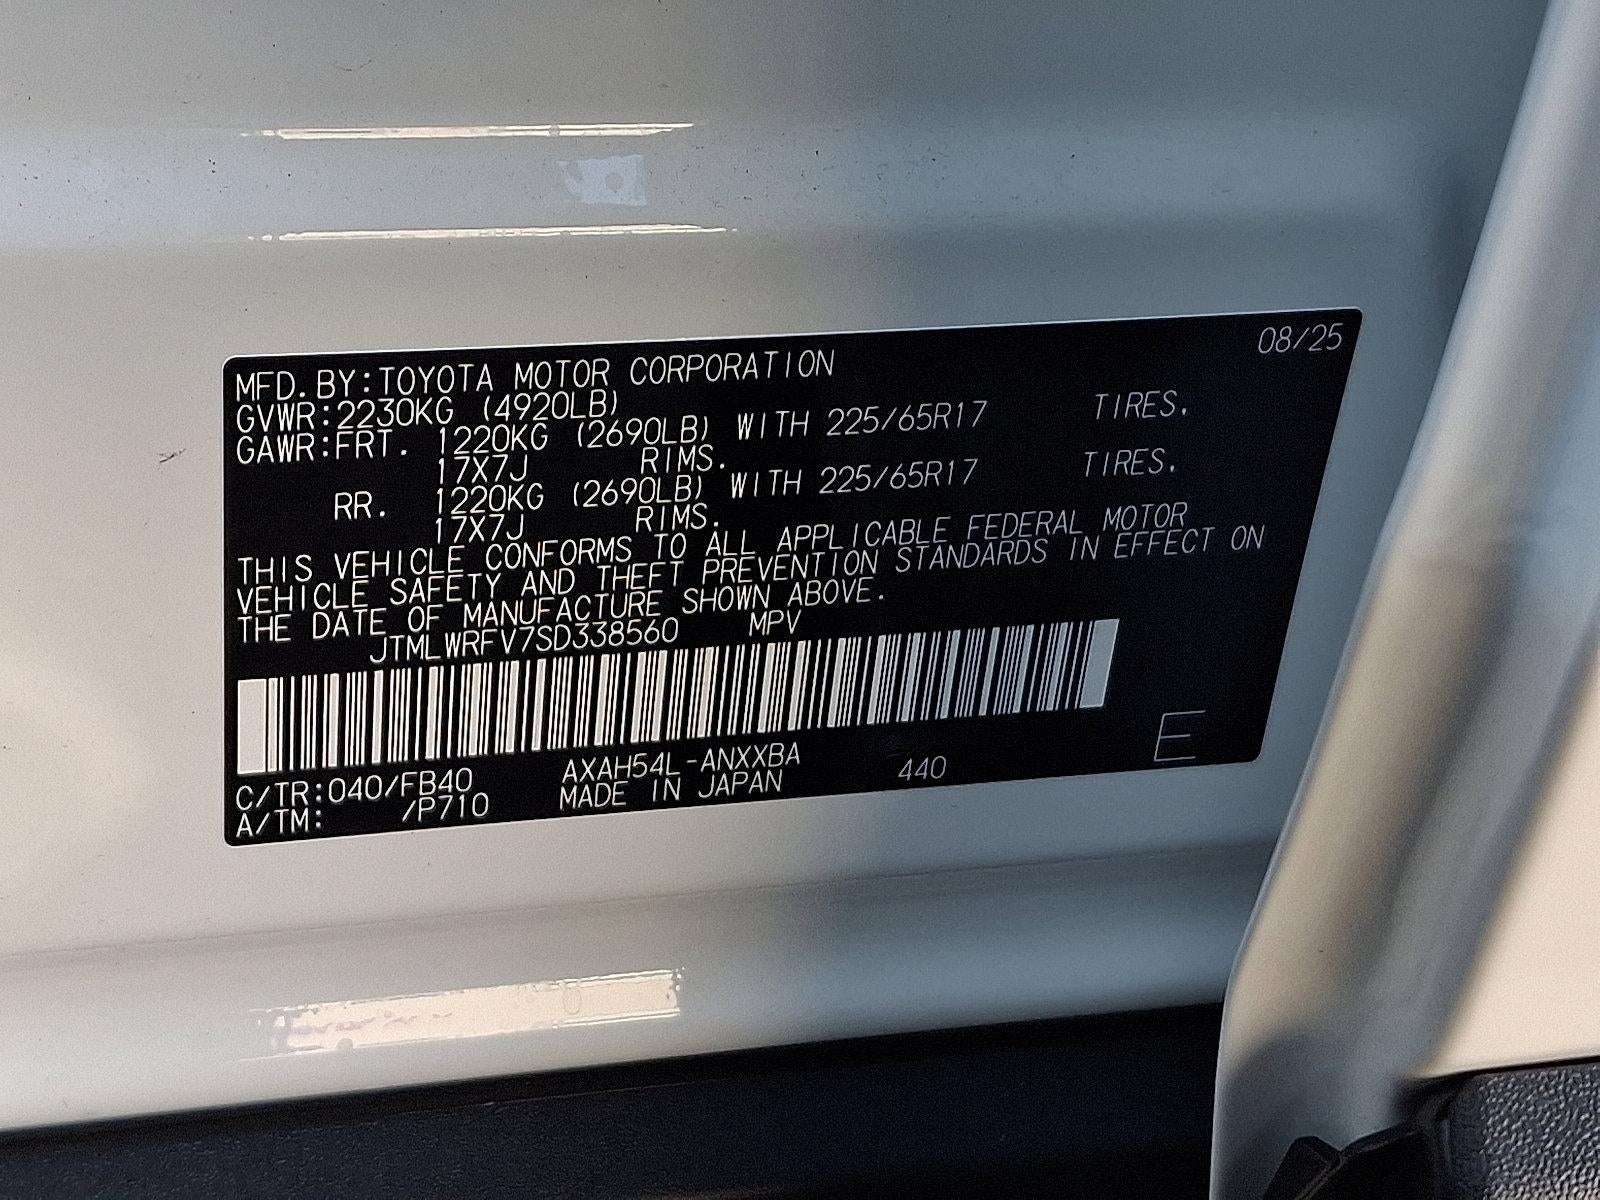 08/25
MFD.BY:TOYOTA MOTOR CORPORATION
GVWR:2230KG (4920LB)
GAWR:FRT. 1220KG (2690LB) WITH 225/65R17 TIRES.
17X7J RIMS.
RR. 1220KG (2690LB) WITH 225/65R17 TIRES.
17X7J RIMS.
THIS VEHICLE CONFORMS TO ALL APPLICABLE FEDERAL MOTOR
VEHICLE SAFETY AND THEFT PREVENTION STANDARDS IN EFFECT ON
THE DATE OF MANUFACTURE SHOWN ABOVE.
JTMLWRFV7SD338560 MPV
C/TR:040/FB40 AXAH54L-ANXXBA 440 E
A/TM: /P710 MADE IN JAPAN